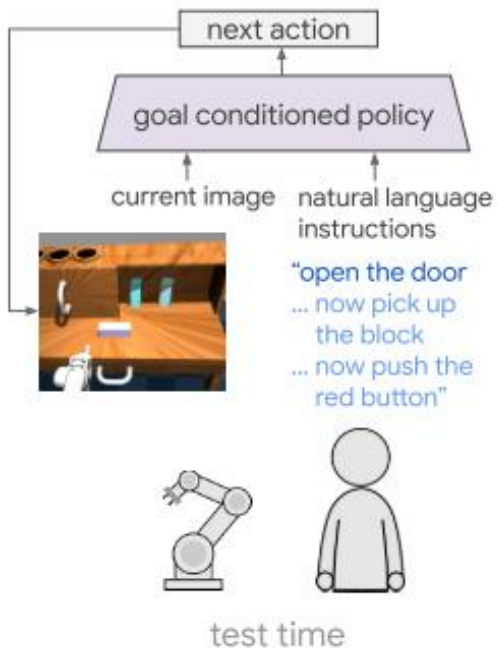 next action
goal conditioned policy
current image
natural language
instructions
“open the door
... now pick up
the block
... now push the
red button”
test time